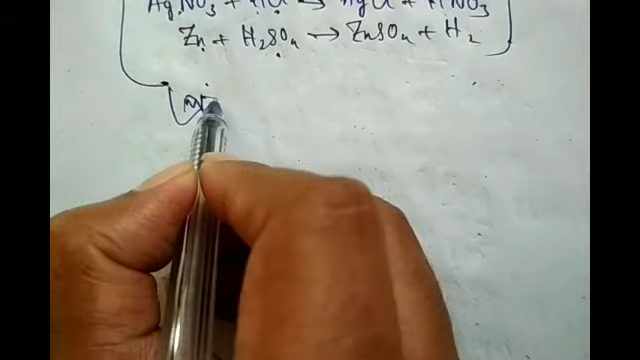 AgNO₃ + HCl → AgCl + HNO₃
Zn + H₂SO₄ → ZnSO₄ + H₂